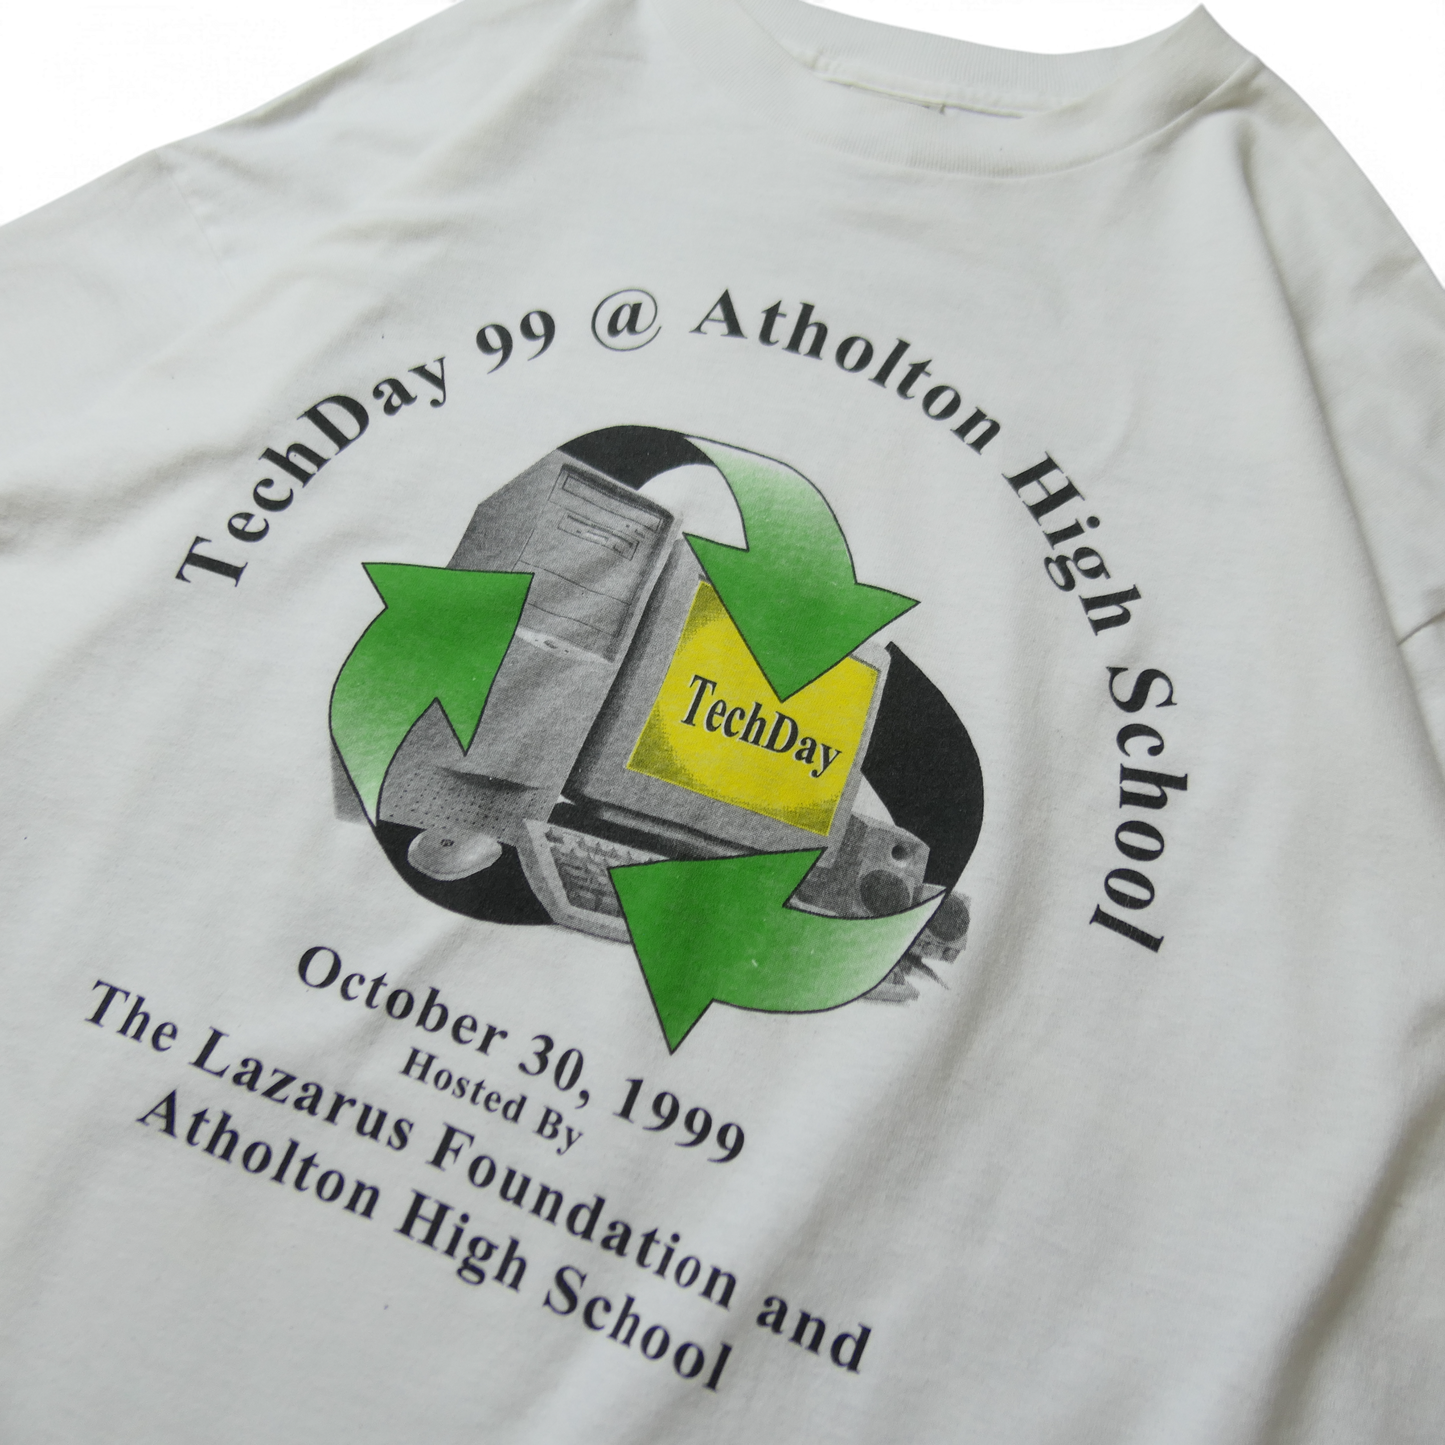 TechDay 99 @ Atholton High School
TechDay
October 30, 1999
Hosted By
The Lazarus Foundation and
Atholton High School